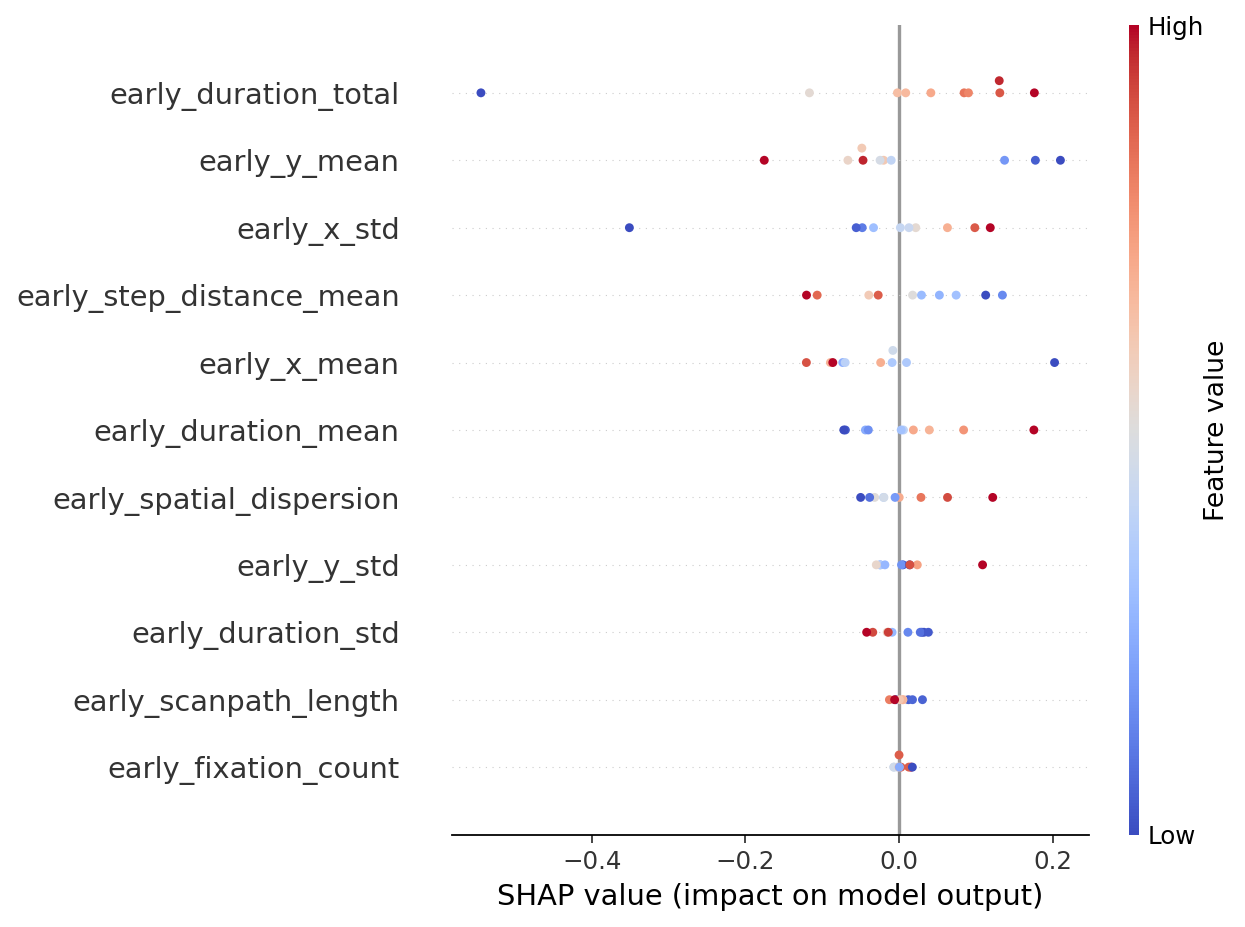 High
early_duration_total
early_y_mean
early_x_std
early_step_distance_mean
early_x_mean
early_duration_mean
early_spatial_dispersion
early_y_std
early_duration_std
early_scanpath_length
early_fixation_count
Feature value
Low
−0.4 −0.2 0.0 0.2
SHAP value (impact on model output)